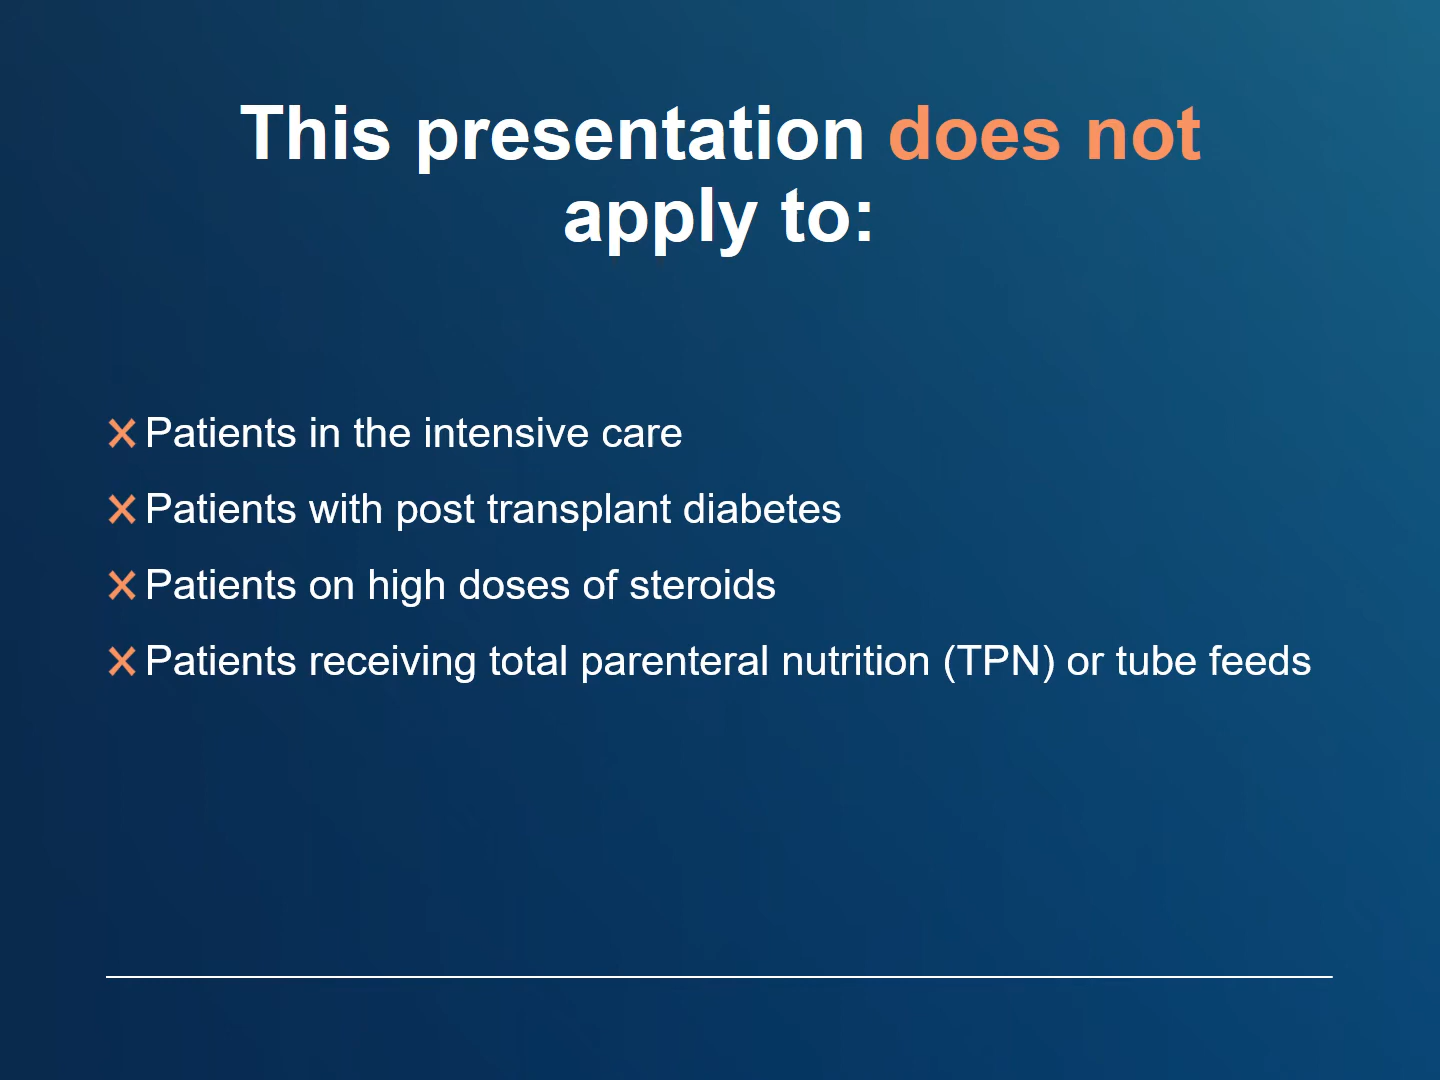 This presentation does not
apply to:
Patients in the intensive care
Patients with post transplant diabetes
Patients on high doses of steroids
Patients receiving total parenteral nutrition (TPN) or tube feeds